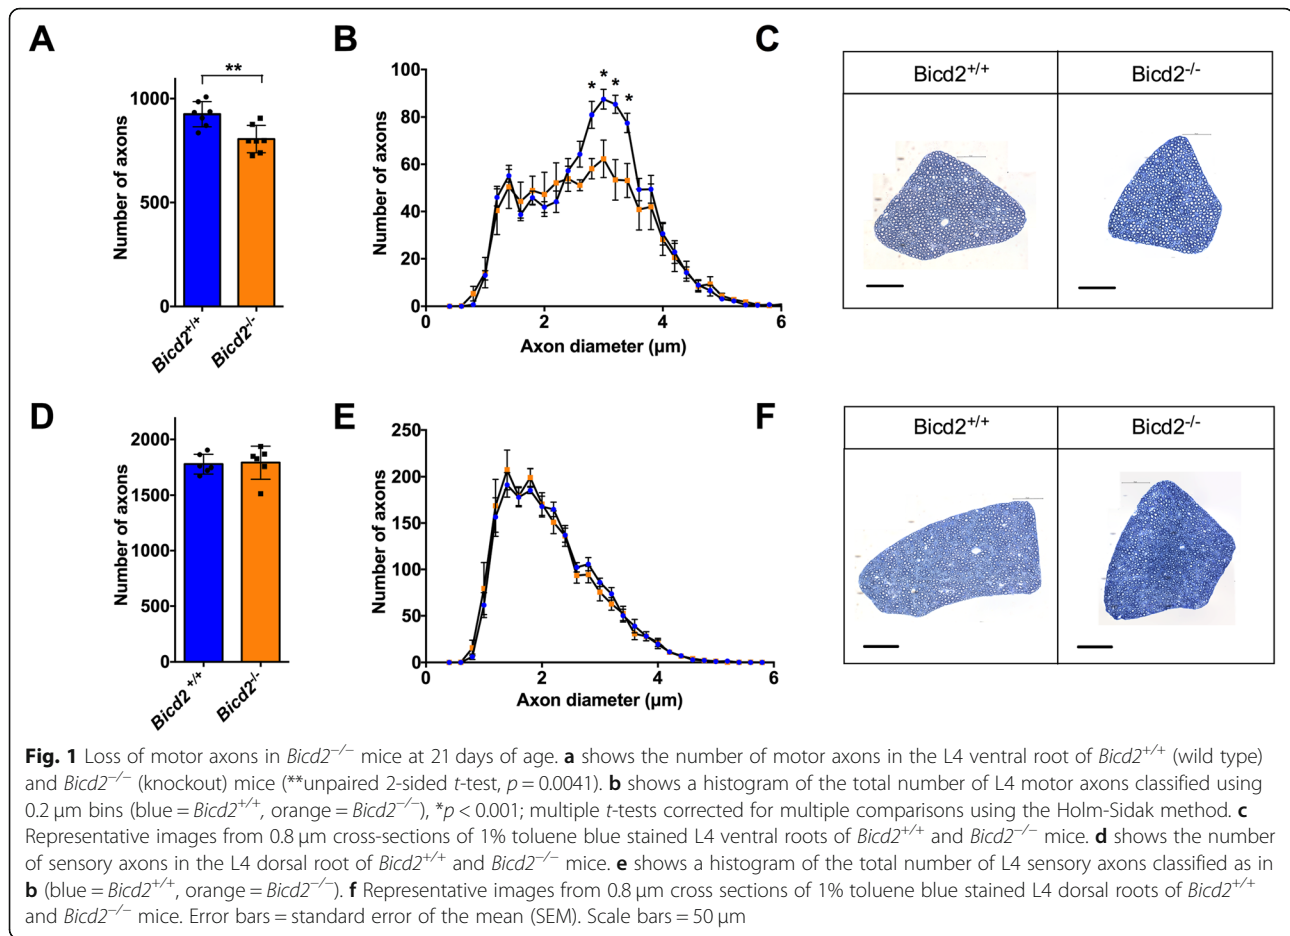 A
**
Number of axons
1000
500
0
Bicd2+/+
Bicd2-/-
B
* * * *
Number of axons
100
80
60
40
20
0
0 2 4 6
Axon diameter (µm)
C
Bicd2+/+ Bicd2-/-
D
Number of axons
2000
1500
1000
500
0
Bicd2 +/+
Bicd2-/-
E
Number of axons
250
200
150
100
50
0
0 2 4 6
Axon diameter (µm)
F
Bicd2+/+ Bicd2-/-
Fig. 1 Loss of motor axons in Bicd2−/− mice at 21 days of age. a shows the number of motor axons in the L4 ventral root of Bicd2+/+ (wild type)
and Bicd2−/− (knockout) mice (**unpaired 2-sided t-test, p = 0.0041). b shows a histogram of the total number of L4 motor axons classified using
0.2 µm bins (blue = Bicd2+/+, orange = Bicd2−/−), *p < 0.001; multiple t-tests corrected for multiple comparisons using the Holm-Sidak method. c
Representative images from 0.8 µm cross-sections of 1% toluene blue stained L4 ventral roots of Bicd2+/+ and Bicd2−/− mice. d shows the number
of sensory axons in the L4 dorsal root of Bicd2+/+ and Bicd2−/− mice. e shows a histogram of the total number of L4 sensory axons classified as in
b (blue = Bicd2+/+, orange = Bicd2−/−). f Representative images from 0.8 µm cross sections of 1% toluene blue stained L4 dorsal roots of Bicd2+/+
and Bicd2−/− mice. Error bars = standard error of the mean (SEM). Scale bars = 50 µm